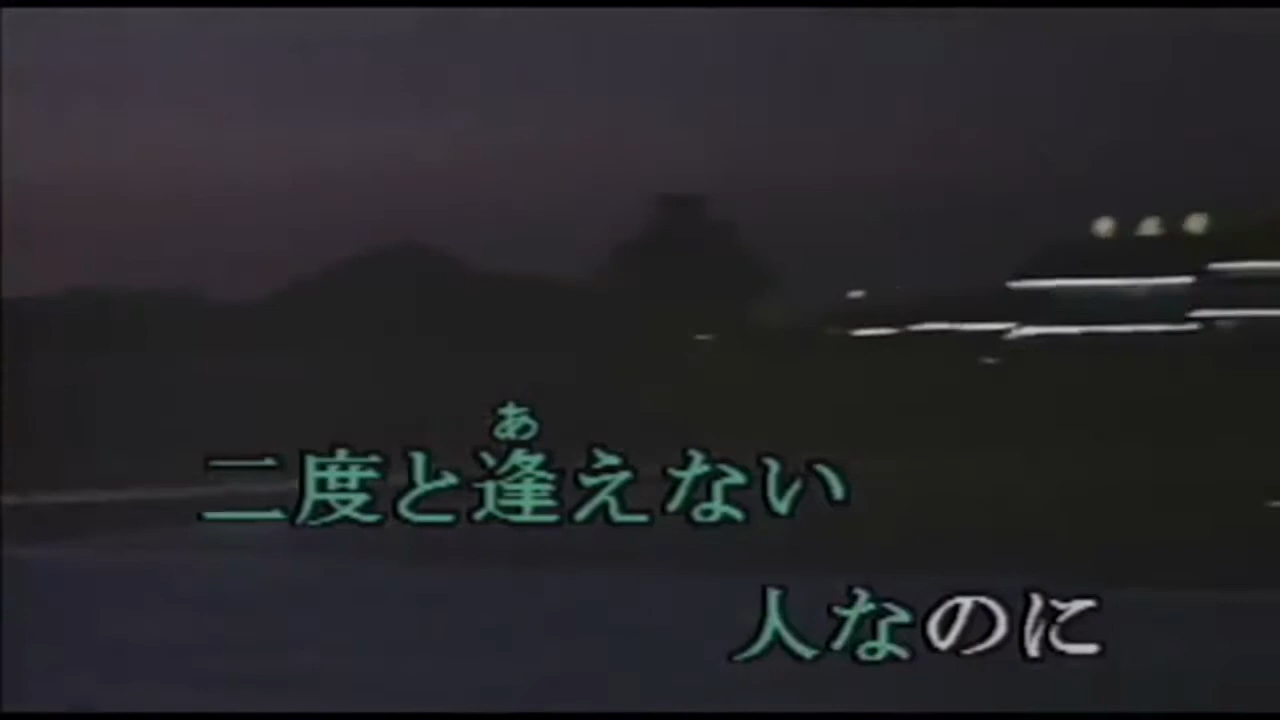 あ
二度と逢えない
人なのに